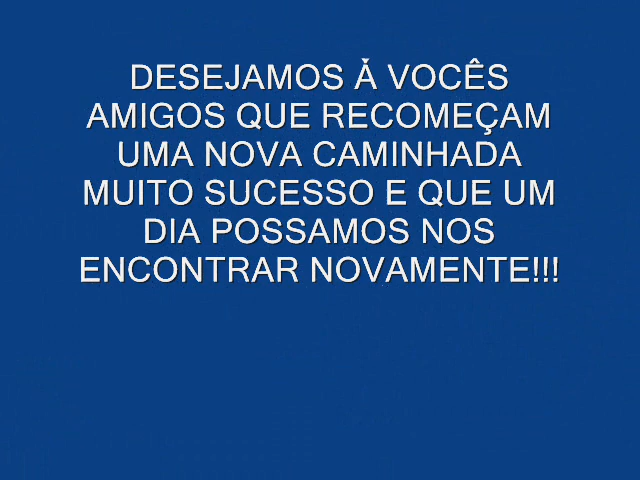 DESEJAMOS À VOCÊS
AMIGOS QUE RECOMEÇAM
UMA NOVA CAMINHADA
MUITO SUCESSO E QUE UM
DIA POSSAMOS NOS
ENCONTRAR NOVAMENTE!!!